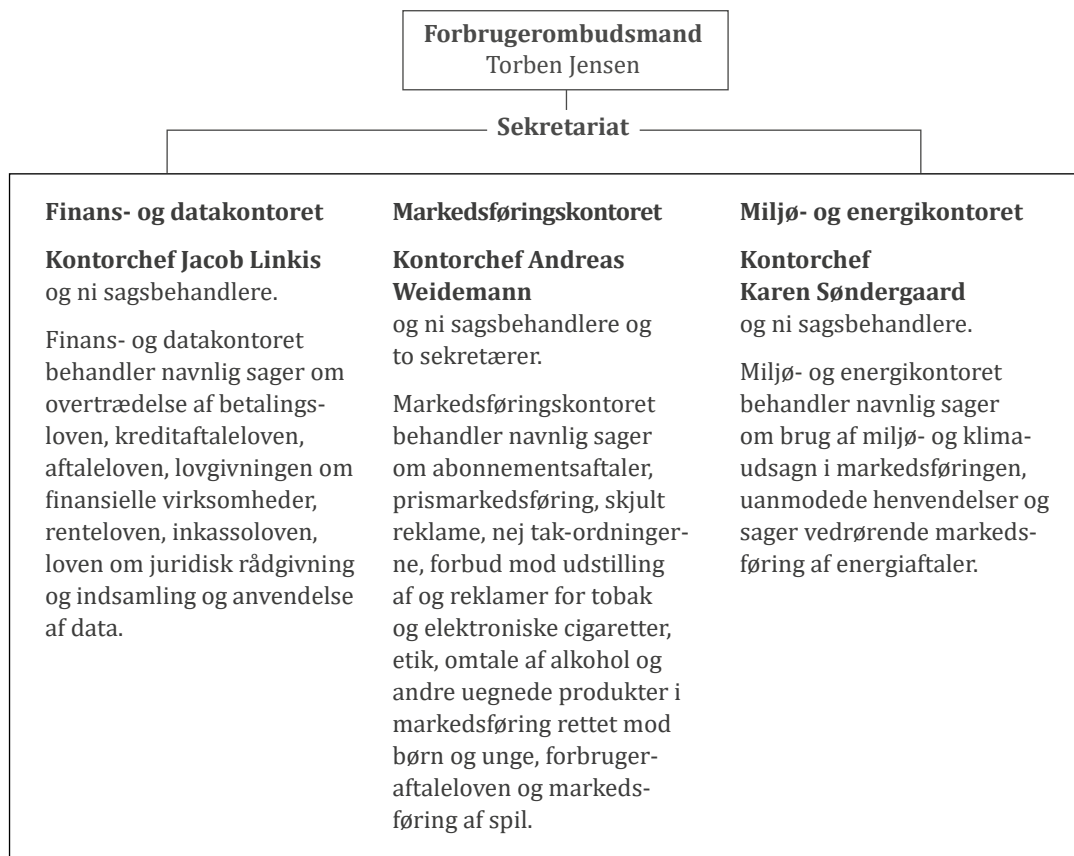 Forbrugerombudsmand
Torben Jensen
Sekretariat
Finans- og datakontoret
Kontorchef Jacob Linkis
og ni sagsbehandlere.
Finans- og datakontoret
behandler navnlig sager om
overtrædelse af betalings-
loven, kreditaftaleloven,
aftaleloven, lovgivningen om
finansielle virksomheder,
renteloven, inkassoloven,
loven om juridisk rådgivning
og indsamling og anvendelse
af data.
Markedsføringskontoret
Kontorchef Andreas
Weidemann
og ni sagsbehandlere og
to sekretærer.
Markedsføringskontoret
behandler navnlig sager
om abonnementsaftaler,
prismarkedsføring, skjult
reklame, nej tak-ordninger-
ne, forbud mod udstilling
af og reklamer for tobak
og elektroniske cigaretter,
etik, omtale af alkohol og
andre uegnede produkter i
markedsføring rettet mod
børn og unge, forbruger-
aftaleloven og markeds-
føring af spil.
Miljø- og energikontoret
Kontorchef
Karen Søndergaard
og ni sagsbehandlere.
Miljø- og energikontoret
behandler navnlig sager
om brug af miljø- og klima-
udsagn i markedsføringen,
uanmodede henvendelser og
sager vedrørende markeds-
føring af energiaftaler.